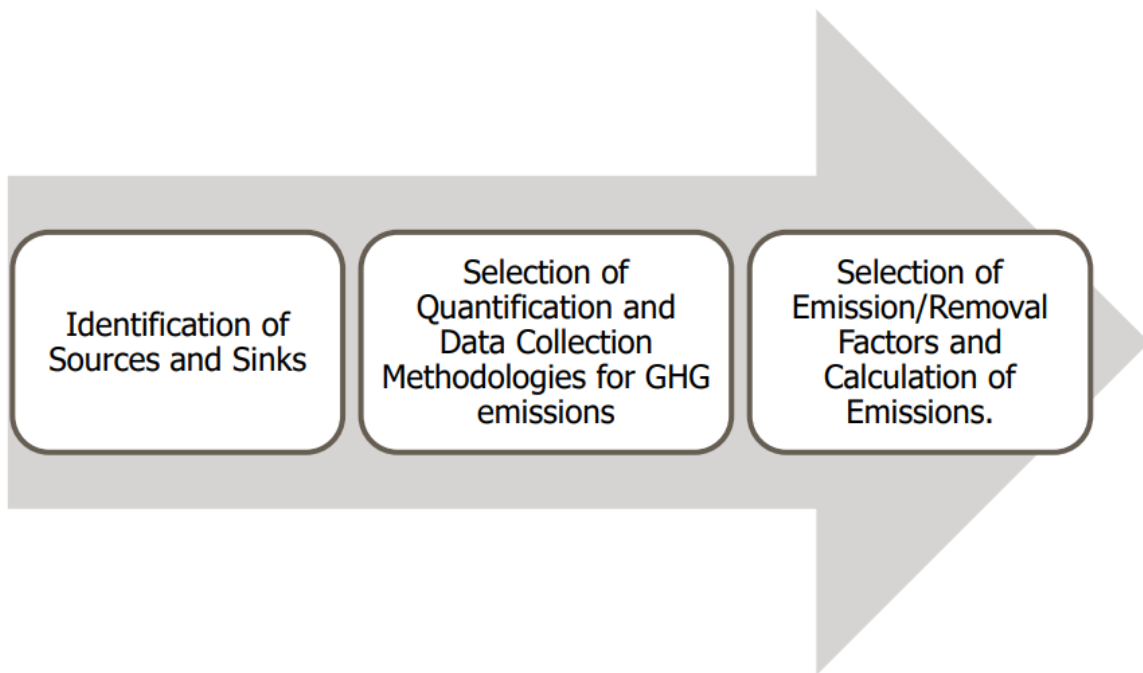 Identification of
Sources and Sinks
Selection of
Quantification and
Data Collection
Methodologies for GHG
emissions
Selection of
Emission/Removal
Factors and
Calculation of
Emissions.